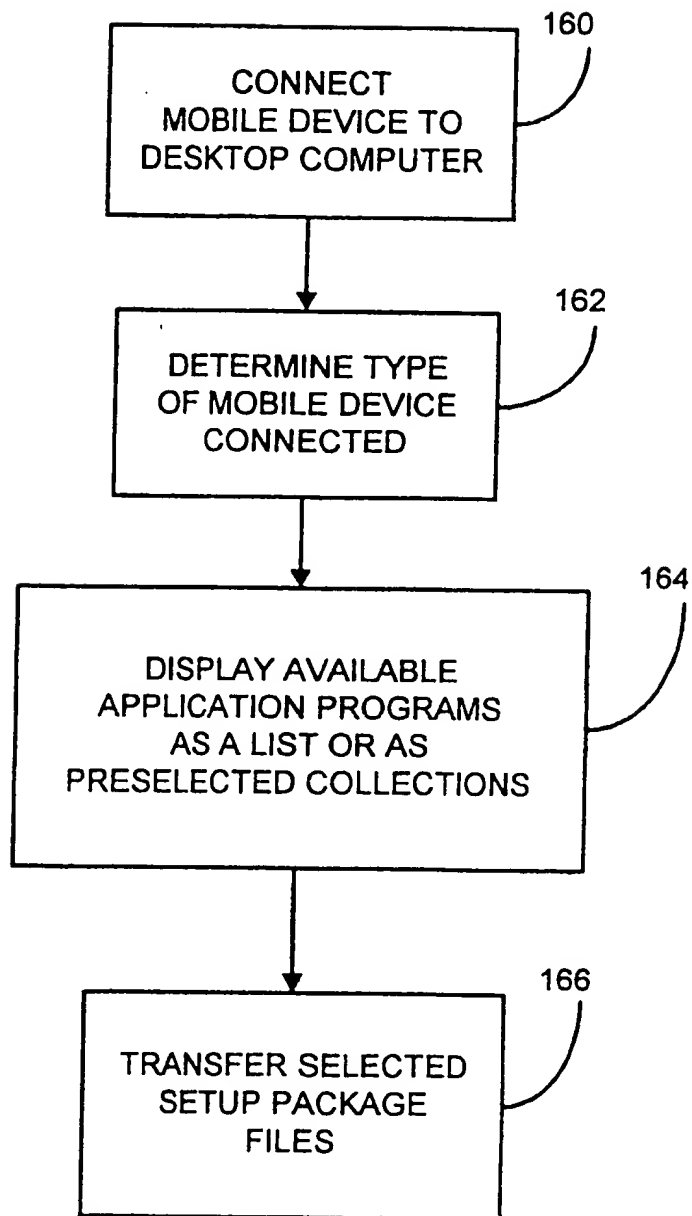 160
CONNECT
MOBILE DEVICE TO
DESKTOP COMPUTER
162
DETERMINE TYPE
OF MOBILE DEVICE
CONNECTED
164
DISPLAY AVAILABLE
APPLICATION PROGRAMS
AS A LIST OR AS
PRESELECTED COLLECTIONS
166
TRANSFER SELECTED
SETUP PACKAGE
FILES